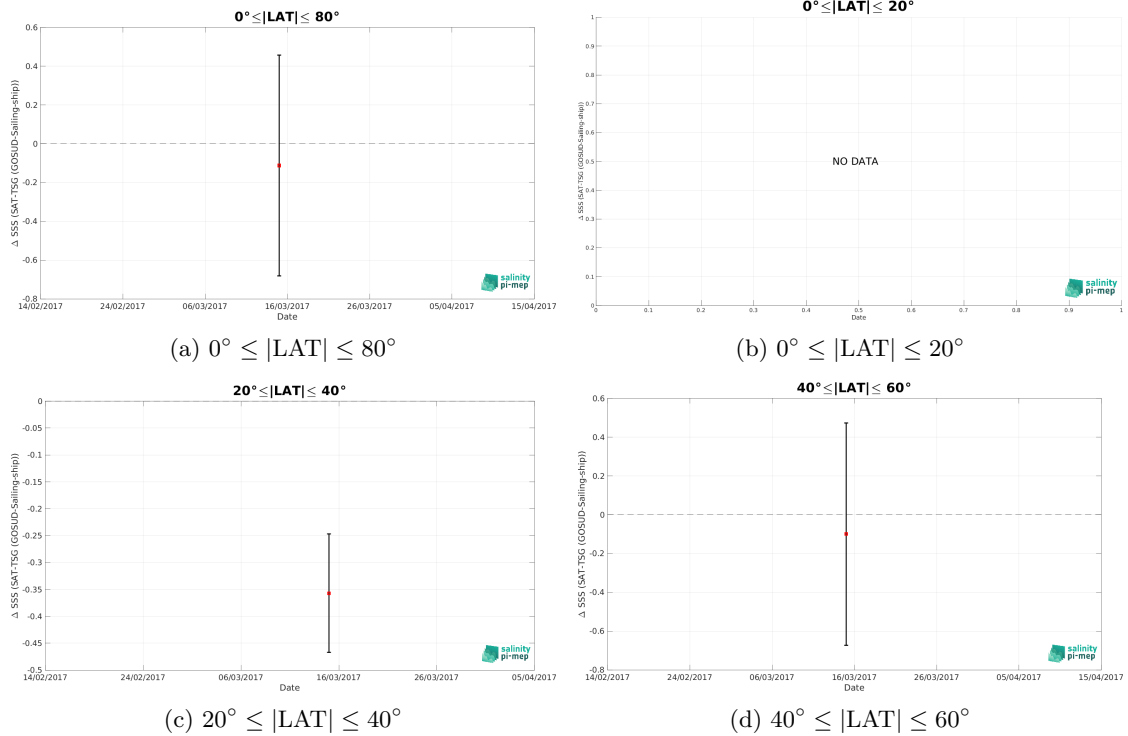 0°≤|LAT|≤ 80°
Δ SSS (SAT-TSG (GOSUD-Sailing-ship))
0.6
0.4
0.2
0
-0.2
-0.4
-0.6
-0.8
14/02/2017 24/02/2017 06/03/2017 16/03/2017 26/03/2017 05/04/2017 15/04/2017
Date
salinity
pi-mep
(a) 0° ≤ |LAT| ≤ 80°
0°≤|LAT|≤ 20°
Δ SSS (SAT-TSG (GOSUD-Sailing-ship))
1
0.9
0.8
0.7
0.6
0.5
0.4
0.3
0.2
0.1
0
NO DATA
0 0.1 0.2 0.3 0.4 0.5 0.6 0.7 0.8 0.9 1
Date
salinity
pi-mep
(b) 0° ≤ |LAT| ≤ 20°
20°≤|LAT|≤ 40°
Δ SSS (SAT-TSG (GOSUD-Sailing-ship))
0
-0.05
-0.1
-0.15
-0.2
-0.25
-0.3
-0.35
-0.4
-0.45
-0.5
14/02/2017 24/02/2017 06/03/2017 16/03/2017 26/03/2017 05/04/2017
Date
salinity
pi-mep
(c) 20° ≤ |LAT| ≤ 40°
40°≤|LAT|≤ 60°
Δ SSS (SAT-TSG (GOSUD-Sailing-ship))
0.6
0.4
0.2
0
-0.2
-0.4
-0.6
-0.8
14/02/2017 24/02/2017 06/03/2017 16/03/2017 26/03/2017 05/04/2017 15/04/2017
Date
salinity
pi-mep
(d) 40° ≤ |LAT| ≤ 60°